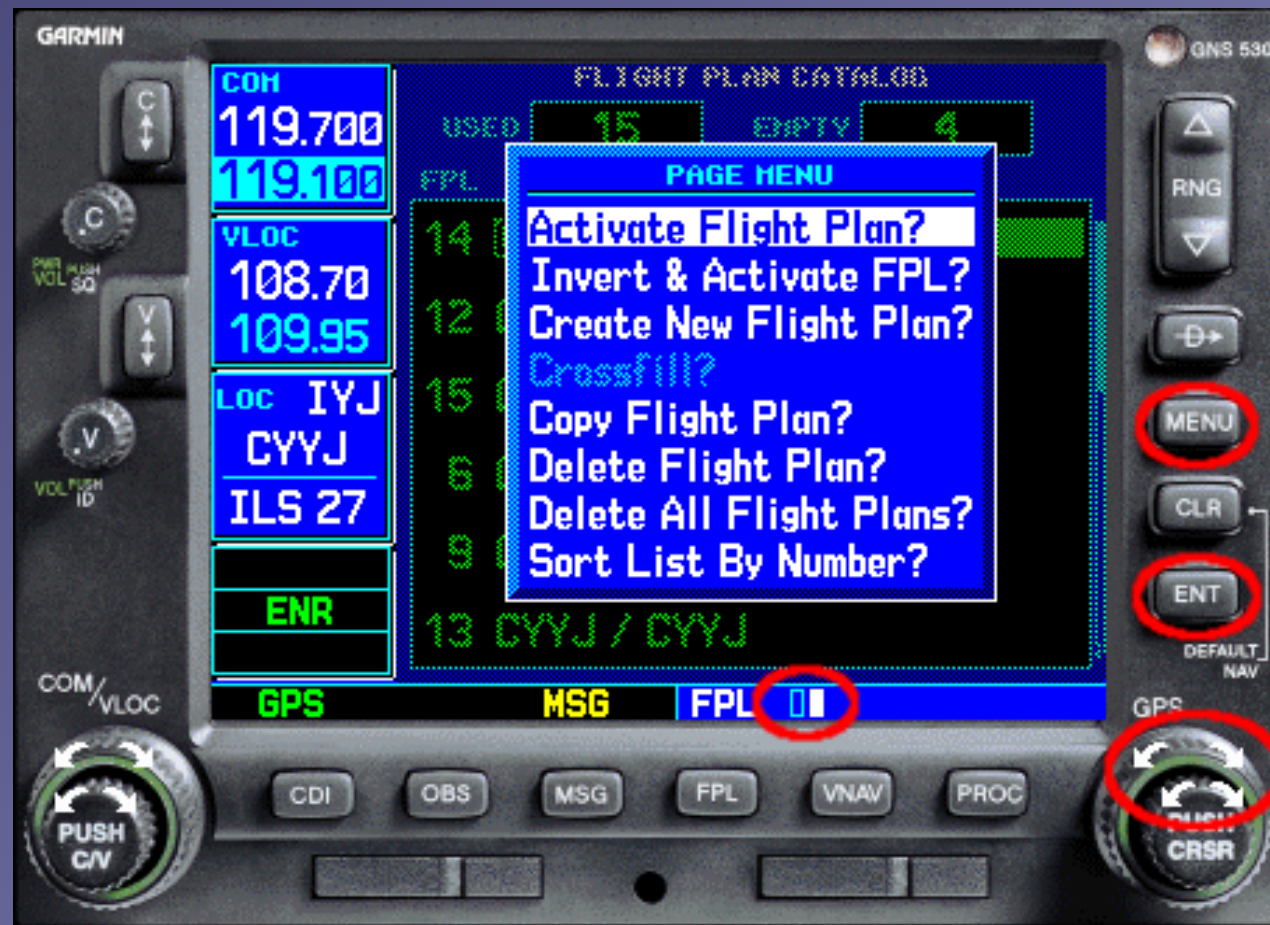 GARMIN
GNS 530
COM
119.700
119.100
VLOC
108.70
109.95
LOC IYJ
CYYJ
ILS 27
ENR
FLIGHT PLAN CATALOG
USED 15 EMPTY 4
FPL
PAGE MENU
Activate Flight Plan?
Invert & Activate FPL?
Create New Flight Plan?
Crossfill?
Copy Flight Plan?
Delete Flight Plan?
Delete All Flight Plans?
Sort List By Number?
14
12
15
6
9
13 CYYJ / CYYJ
GPS MSG FPL
C
.C
PWR
VOL PUSH
SQ
V
.V
VOL PUSH
ID
COM/VLOC
PUSH
C/V
RNG
D
MENU
CLR
ENT
DEFAULT
NAV
GPS
PUSH
CRSR
CDI OBS MSG FPL VNAV PROC